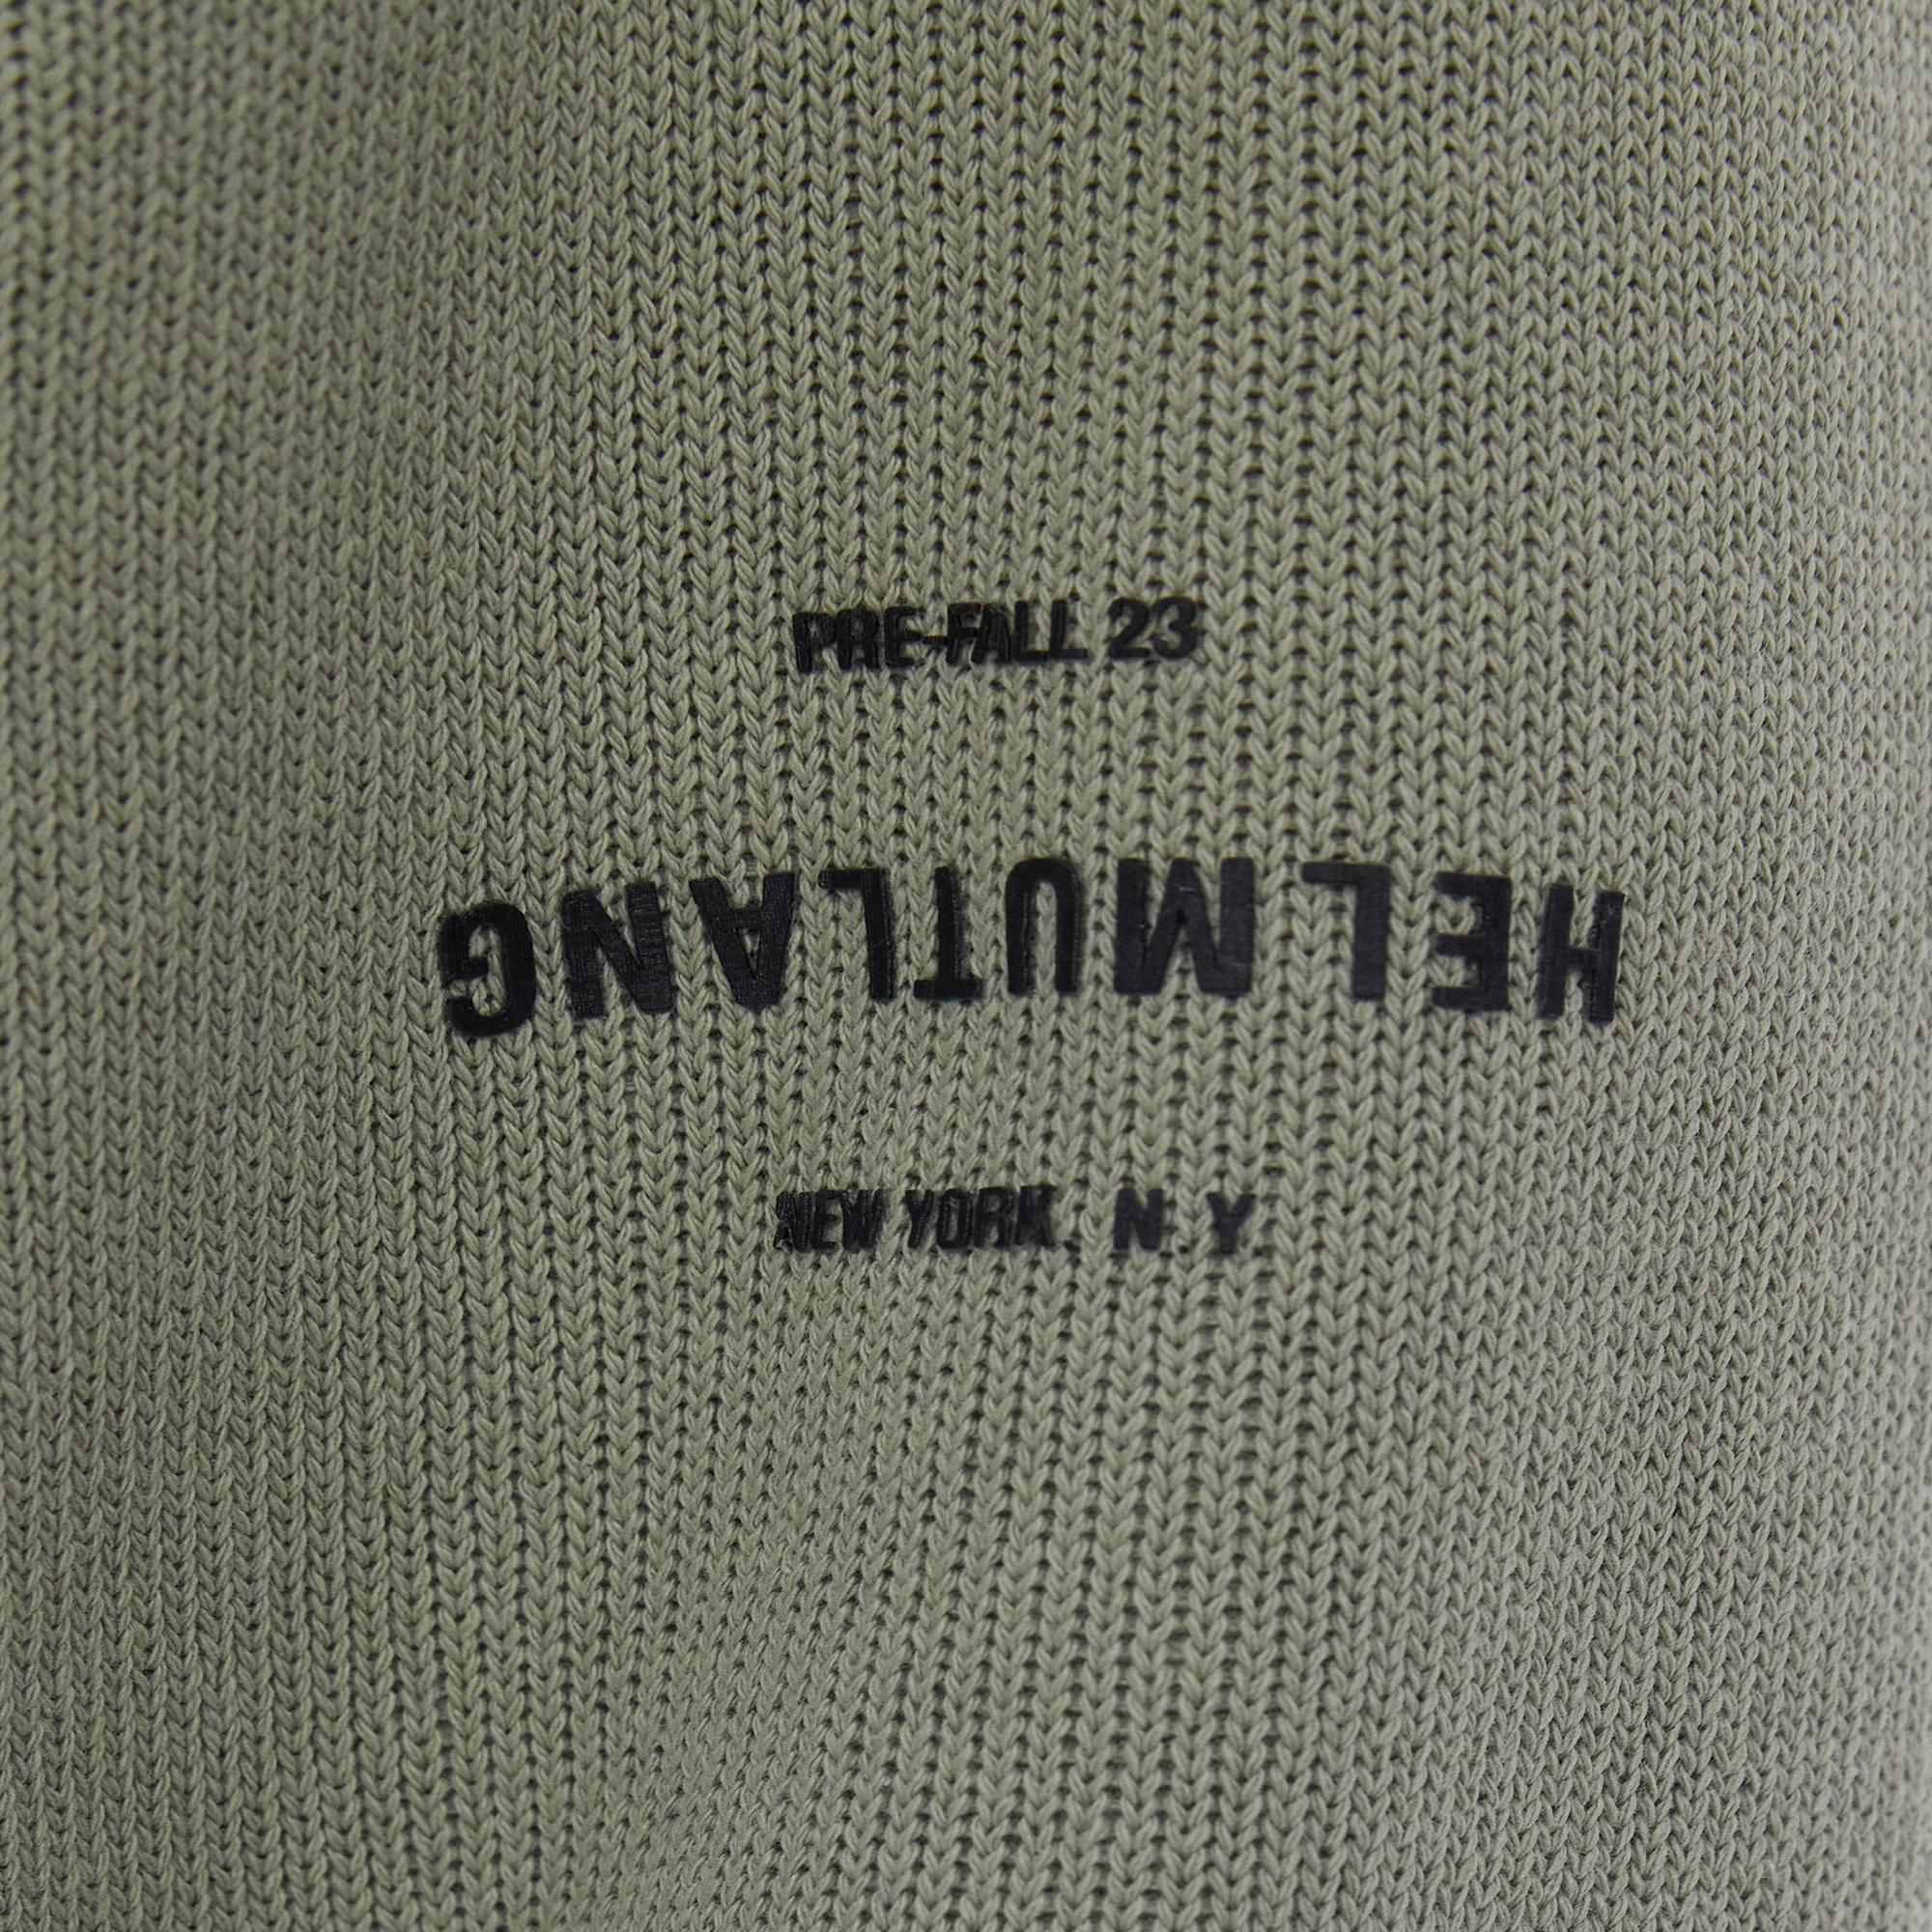 PRE-FALL 23
HELMUTLANG
NEW YORK, N.Y